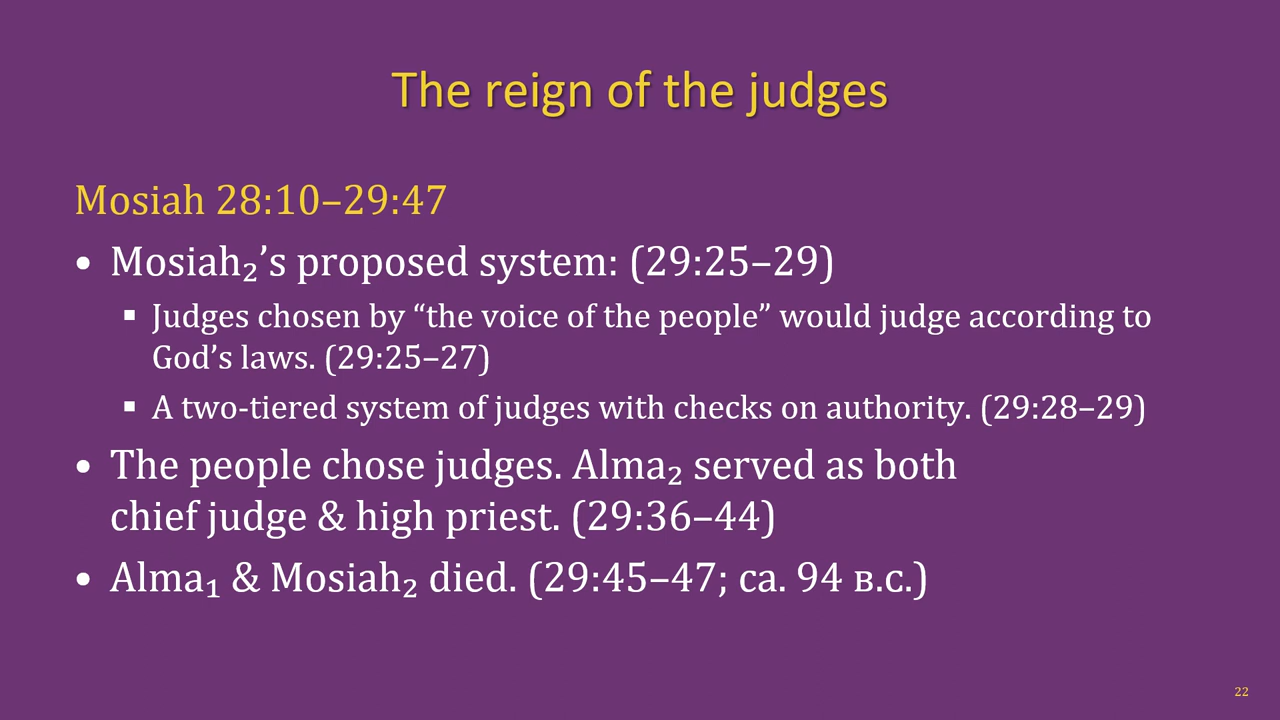 The reign of the judges
Mosiah 28:10–29:47
• Mosiah₂’s proposed system: (29:25–29)
▪ Judges chosen by “the voice of the people” would judge according to
God’s laws. (29:25–27)
▪ A two-tiered system of judges with checks on authority. (29:28–29)
• The people chose judges. Alma₂ served as both
chief judge & high priest. (29:36–44)
• Alma₁ & Mosiah₂ died. (29:45–47; ca. 94 ʙ.ᴄ.)
22